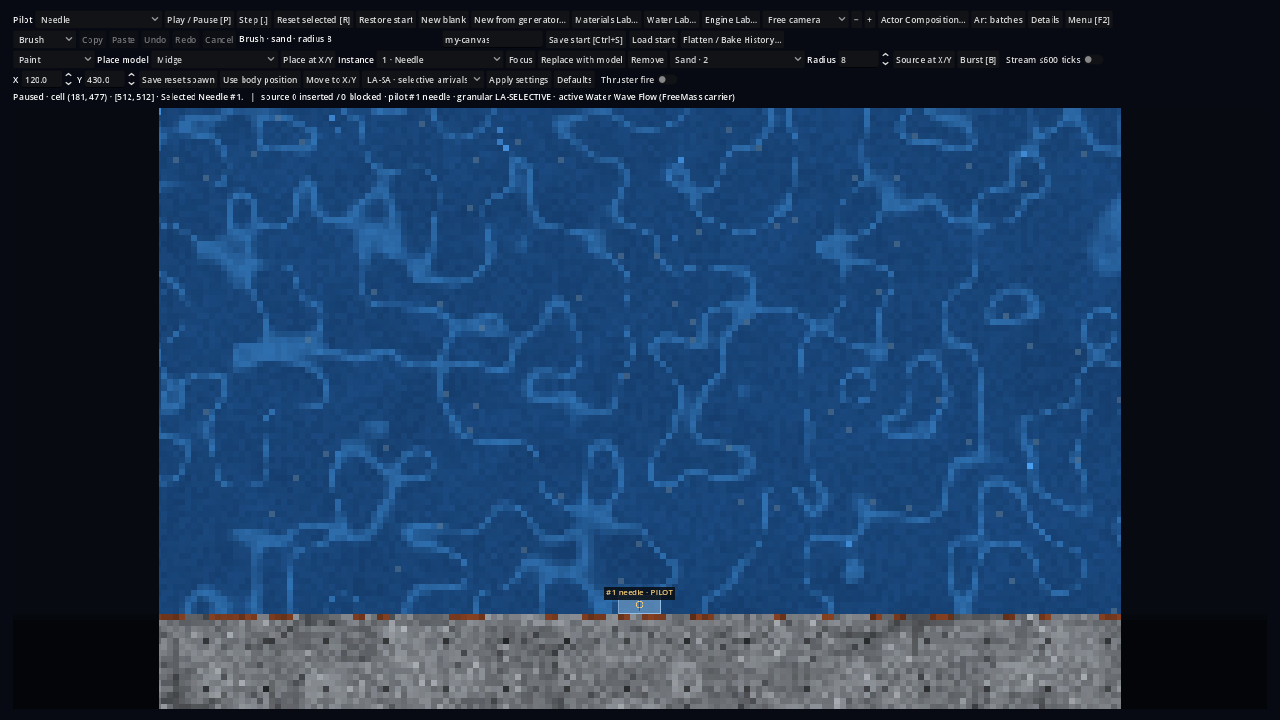 Pilot Needle Play / Pause [P] Step [.] Reset selected [R] Restore start New blank New from generator... Materials Lab... Water Lab... Engine Lab... Free camera − + Actor Composition... Art batches Details Menu [F2]
Brush Copy Paste Undo Redo Cancel Brush · sand · radius 8 my-canvas Save start [Ctrl+S] Load start Flatten / Bake History...
Paint Place model Midge Place at X/Y Instance 1 · Needle Focus Replace with model Remove Sand · 2 Radius 8 Source at X/Y Burst [B] Stream ≤600 ticks
X 120.0 Y 430.0 Save reset spawn Use body position Move to X/Y LA-SA · selective arrivals Apply settings Defaults Thruster fire
Paused · cell (181, 477) · [512, 512] · Selected Needle #1. | source 0 inserted / 0 blocked · pilot #1 needle · granular LA-SELECTIVE · active Water Wave Flow (FreeMass carrier)
#1 needle · PILOT